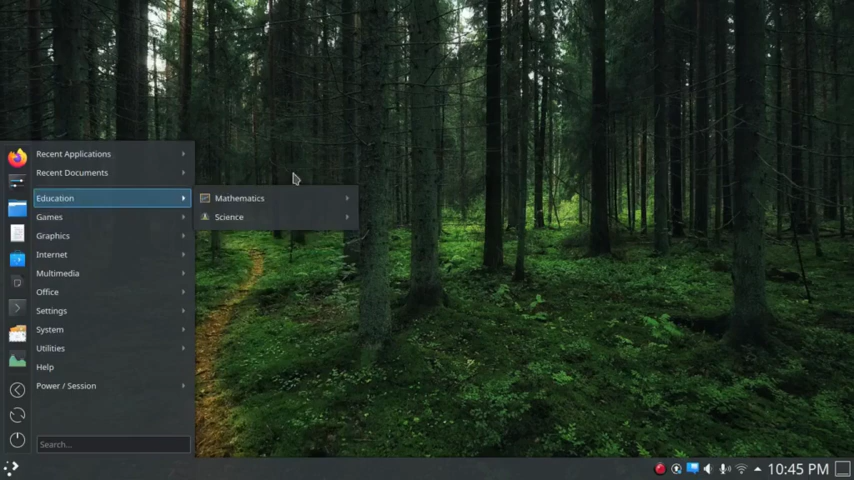 Recent Applications
Recent Documents
Education
Mathematics
Games
Science
Graphics
Internet
Multimedia
Office
Settings
System
Utilities
Help
Power / Session
Search...
10:45 PM